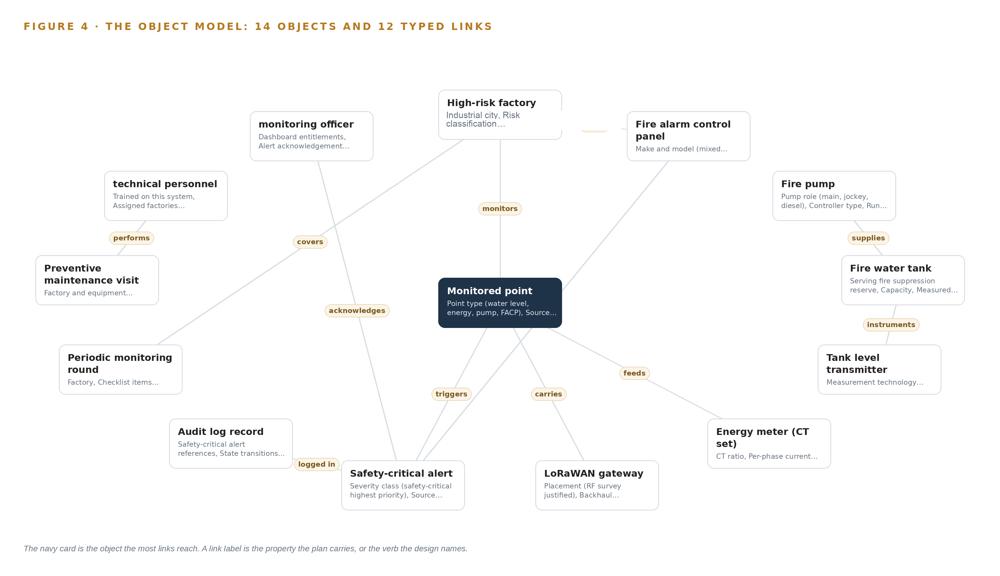 FIGURE 4 · THE OBJECT MODEL: 14 OBJECTS AND 12 TYPED LINKS
High-risk factory
Industrial city, Risk
classification…
monitoring officer
Dashboard entitlements,
Alert acknowledgement…
Fire alarm control
panel
Make and model (mixed…
technical personnel
Trained on this system,
Assigned factories…
Fire pump
Pump role (main, jockey,
diesel), Controller type, Run…
monitors
performs
covers
supplies
Preventive
maintenance visit
Factory and equipment…
Fire water tank
Serving fire suppression
reserve, Capacity, Measured…
Monitored point
Point type (water level,
energy, pump, FACP), Source…
acknowledges
instruments
Periodic monitoring
round
Factory, Checklist items…
Tank level
transmitter
Measurement technology…
feeds
triggers
carries
Audit log record
Safety-critical alert
references, State transitions…
Energy meter (CT
set)
CT ratio, Per-phase current…
logged in
Safety-critical alert
Severity class (safety-critical
highest priority), Source…
LoRaWAN gateway
Placement (RF survey
justified), Backhaul…
The navy card is the object the most links reach. A link label is the property the plan carries, or the verb the design names.